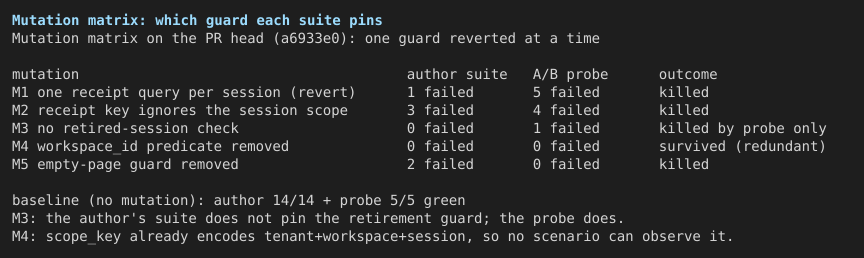 Mutation matrix: which guard each suite pins
Mutation matrix on the PR head (a6933e0): one guard reverted at a time
mutation author suite A/B probe outcome
M1 one receipt query per session (revert) 1 failed 5 failed killed
M2 receipt key ignores the session scope 3 failed 4 failed killed
M3 no retired-session check 0 failed 1 failed killed by probe only
M4 workspace_id predicate removed 0 failed 0 failed survived (redundant)
M5 empty-page guard removed 2 failed 0 failed killed
baseline (no mutation): author 14/14 + probe 5/5 green
M3: the author's suite does not pin the retirement guard; the probe does.
M4: scope_key already encodes tenant+workspace+session, so no scenario can observe it.